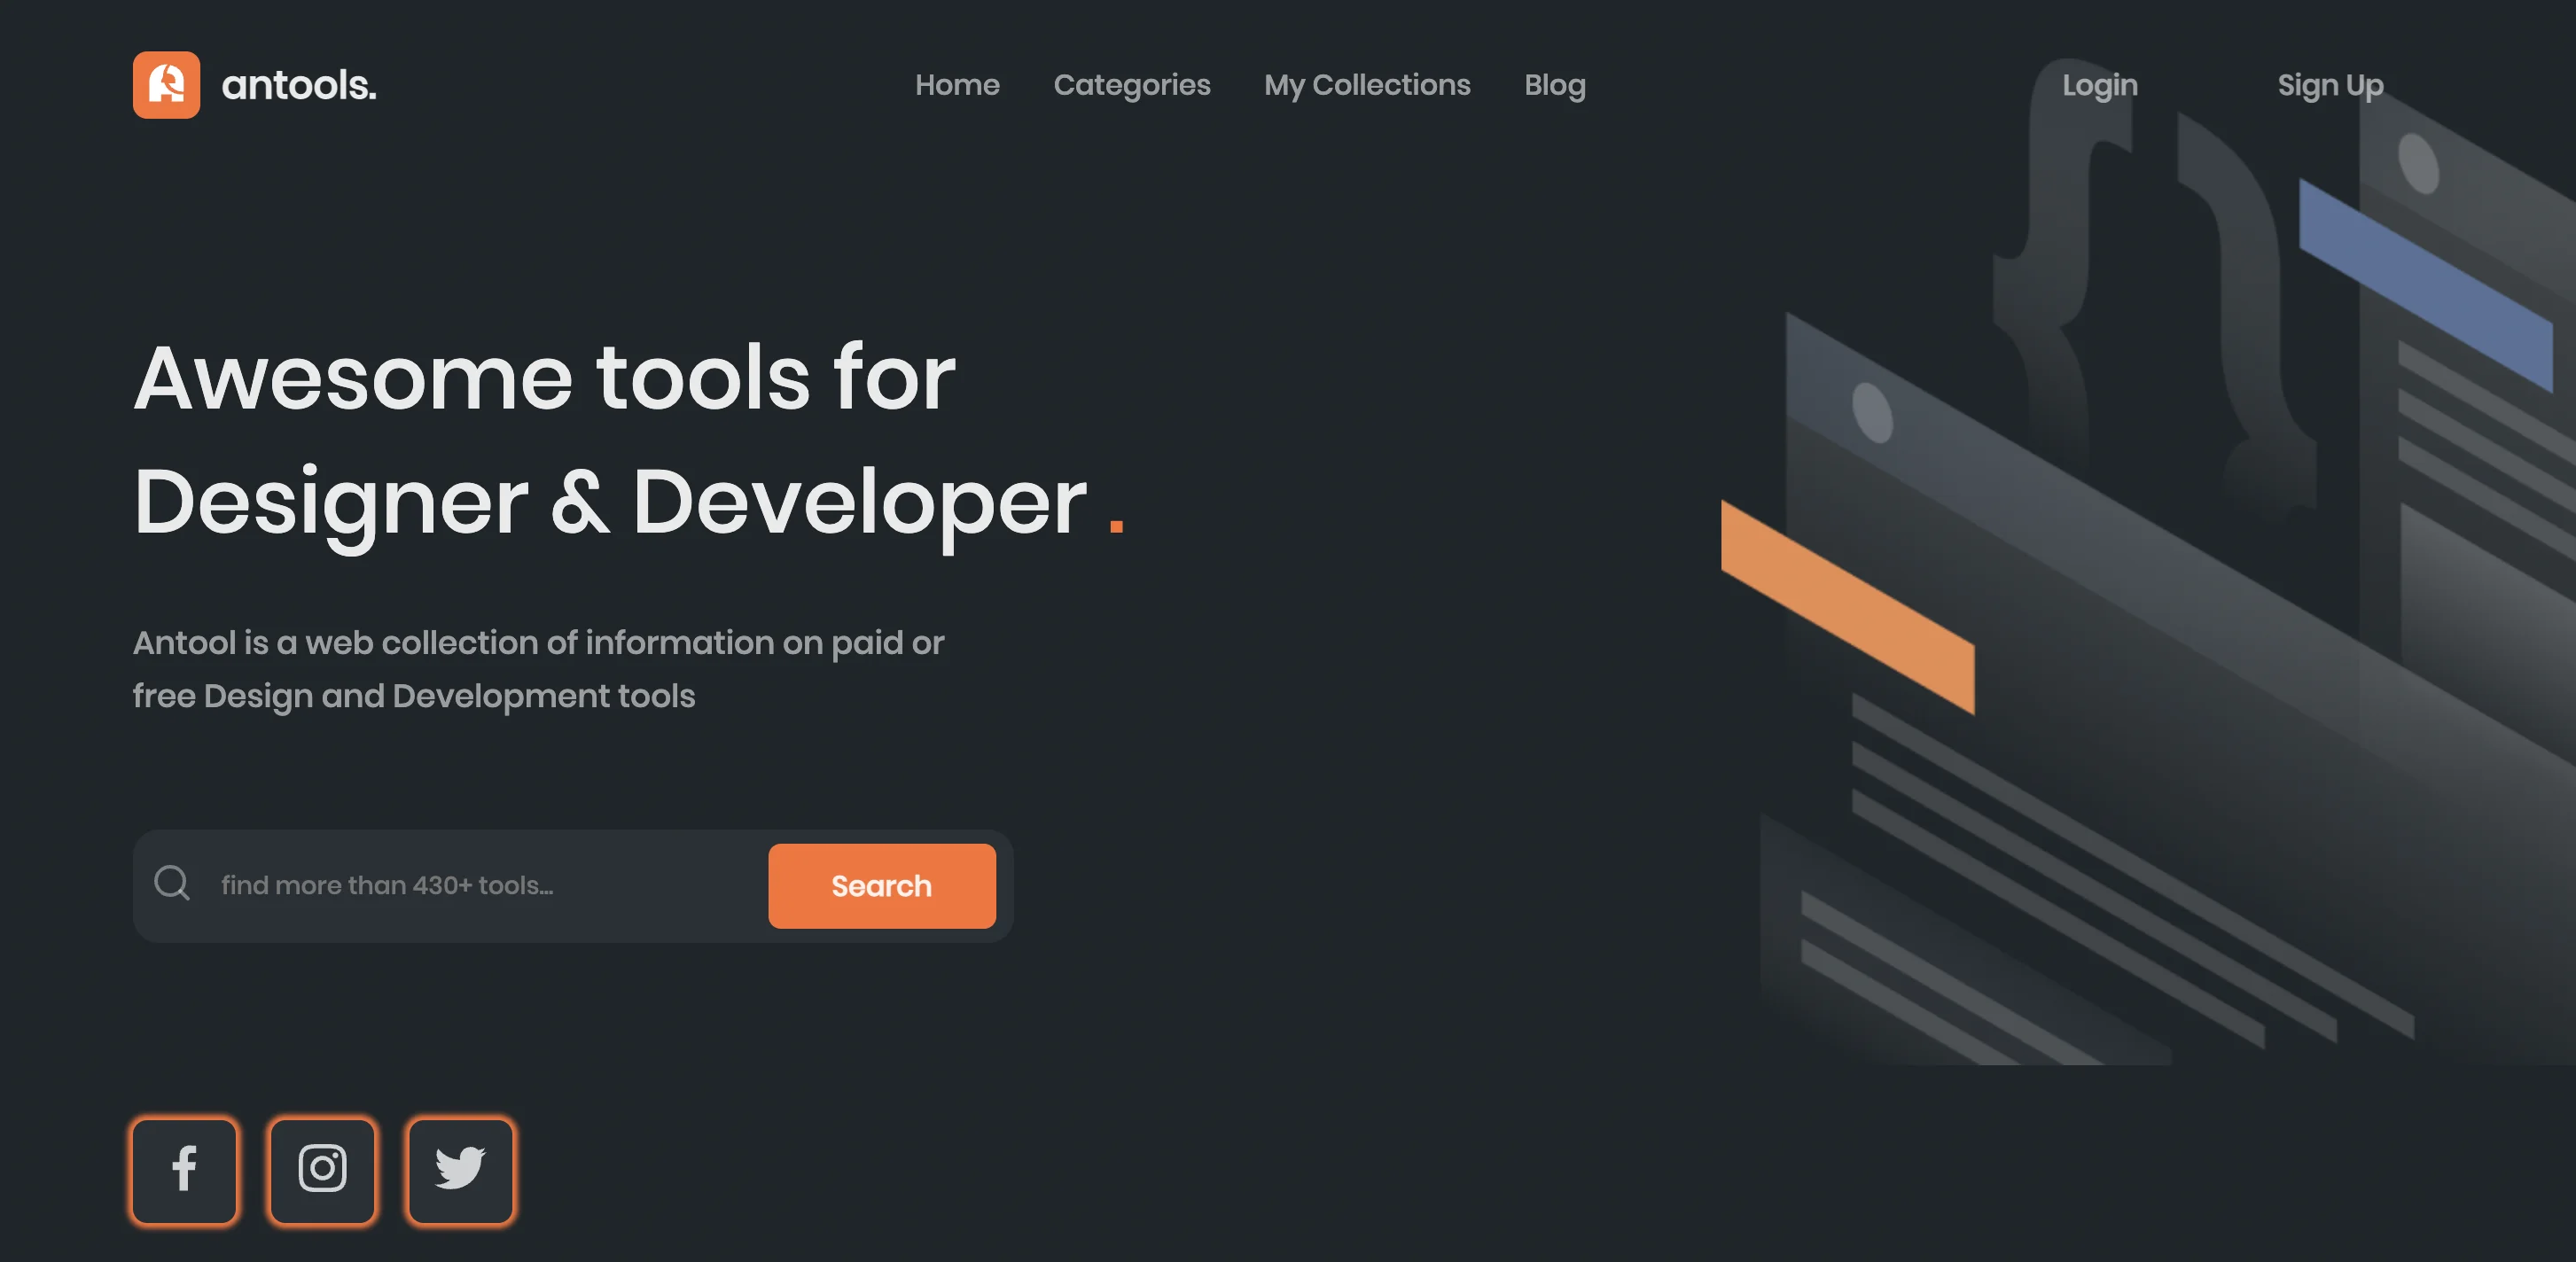 antools.
Home Categories My Collections Blog Login Sign Up
Awesome tools for
Designer & Developer .
Antool is a web collection of information on paid or
free Design and Development tools
find more than 430+ tools...
Search